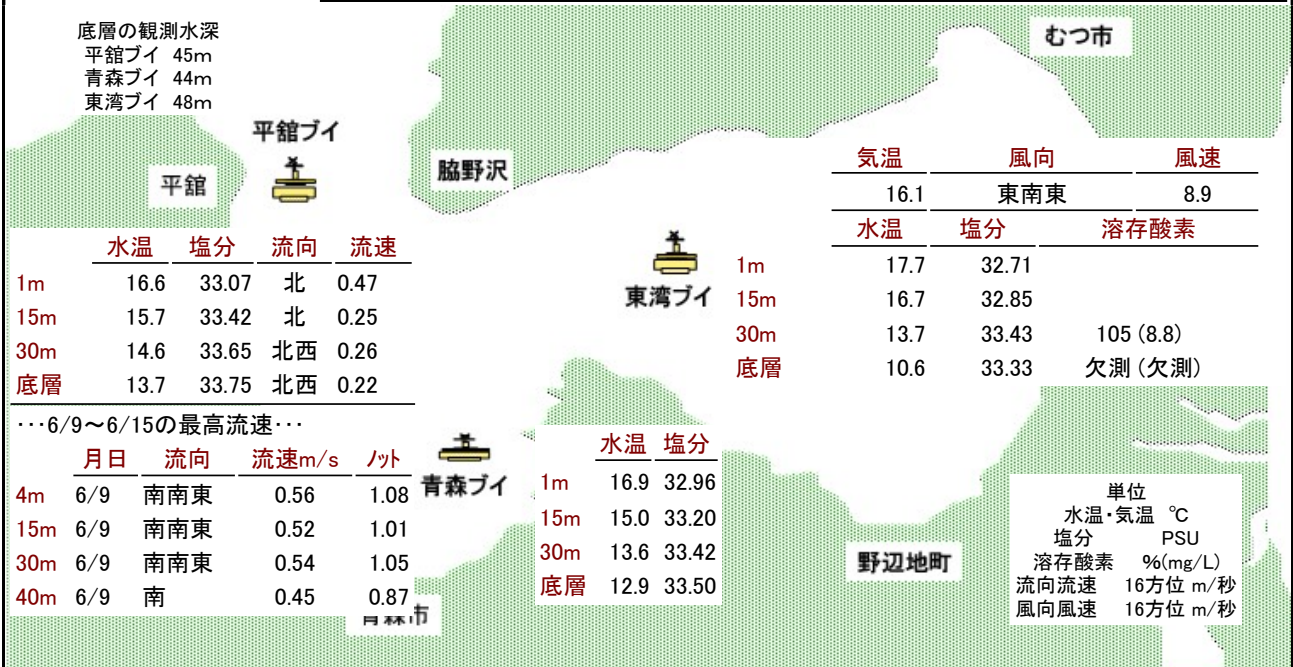 底層の観測水深
平舘ブイ 45m
青森ブイ 44m
東湾ブイ 48m
むつ市
平舘ブイ
平舘
脇野沢
気温 風向 風速
16.1 東南東 8.9
水温 塩分 溶存酸素
1m 17.7 32.71
15m 16.7 32.85
30m 13.7 33.43 105 (8.8)
底層 10.6 33.33 欠測 (欠測)
東湾ブイ
水温 塩分 流向 流速
1m 16.6 33.07 北 0.47
15m 15.7 33.42 北 0.25
30m 14.6 33.65 北西 0.26
底層 13.7 33.75 北西 0.22
･･･6/9～6/15の最高流速･･･
月日 流向 流速m/s ノット
4m 6/9 南南東 0.56 1.08
15m 6/9 南南東 0.52 1.01
30m 6/9 南南東 0.54 1.05
40m 6/9 南 0.45 0.87
青森ブイ
水温 塩分
1m 16.9 32.96
15m 15.0 33.20
30m 13.6 33.42
底層 12.9 33.50
青森市
野辺地町
単位
水温・気温 ℃
塩分 PSU
溶存酸素 %(mg/L)
流向流速 16方位 m/秒
風向風速 16方位 m/秒